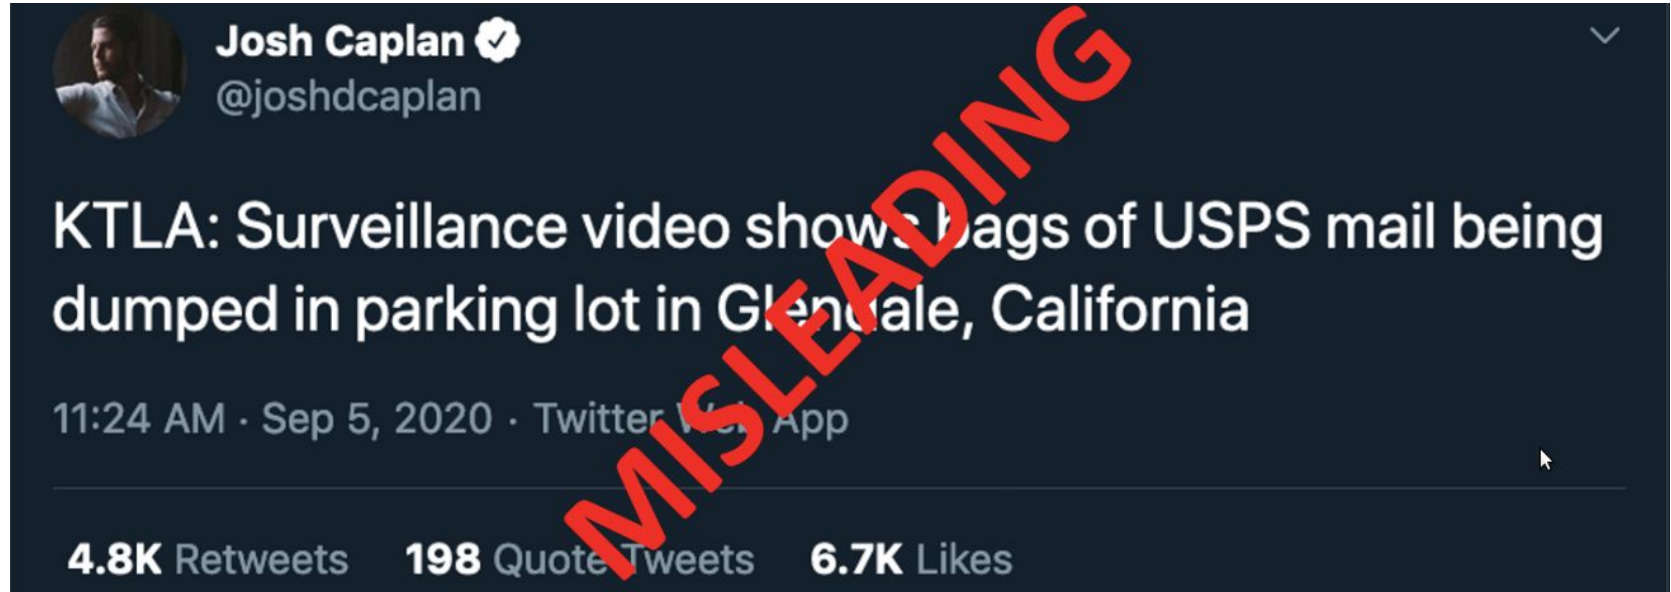 Josh Caplan
@joshdcaplan
KTLA: Surveillance video shows bags of USPS mail being
dumped in parking lot in Glendale, California
11:24 AM · Sep 5, 2020 · Twitter Web App
4.8K Retweets 198 Quote Tweets 6.7K Likes
MISLEADING